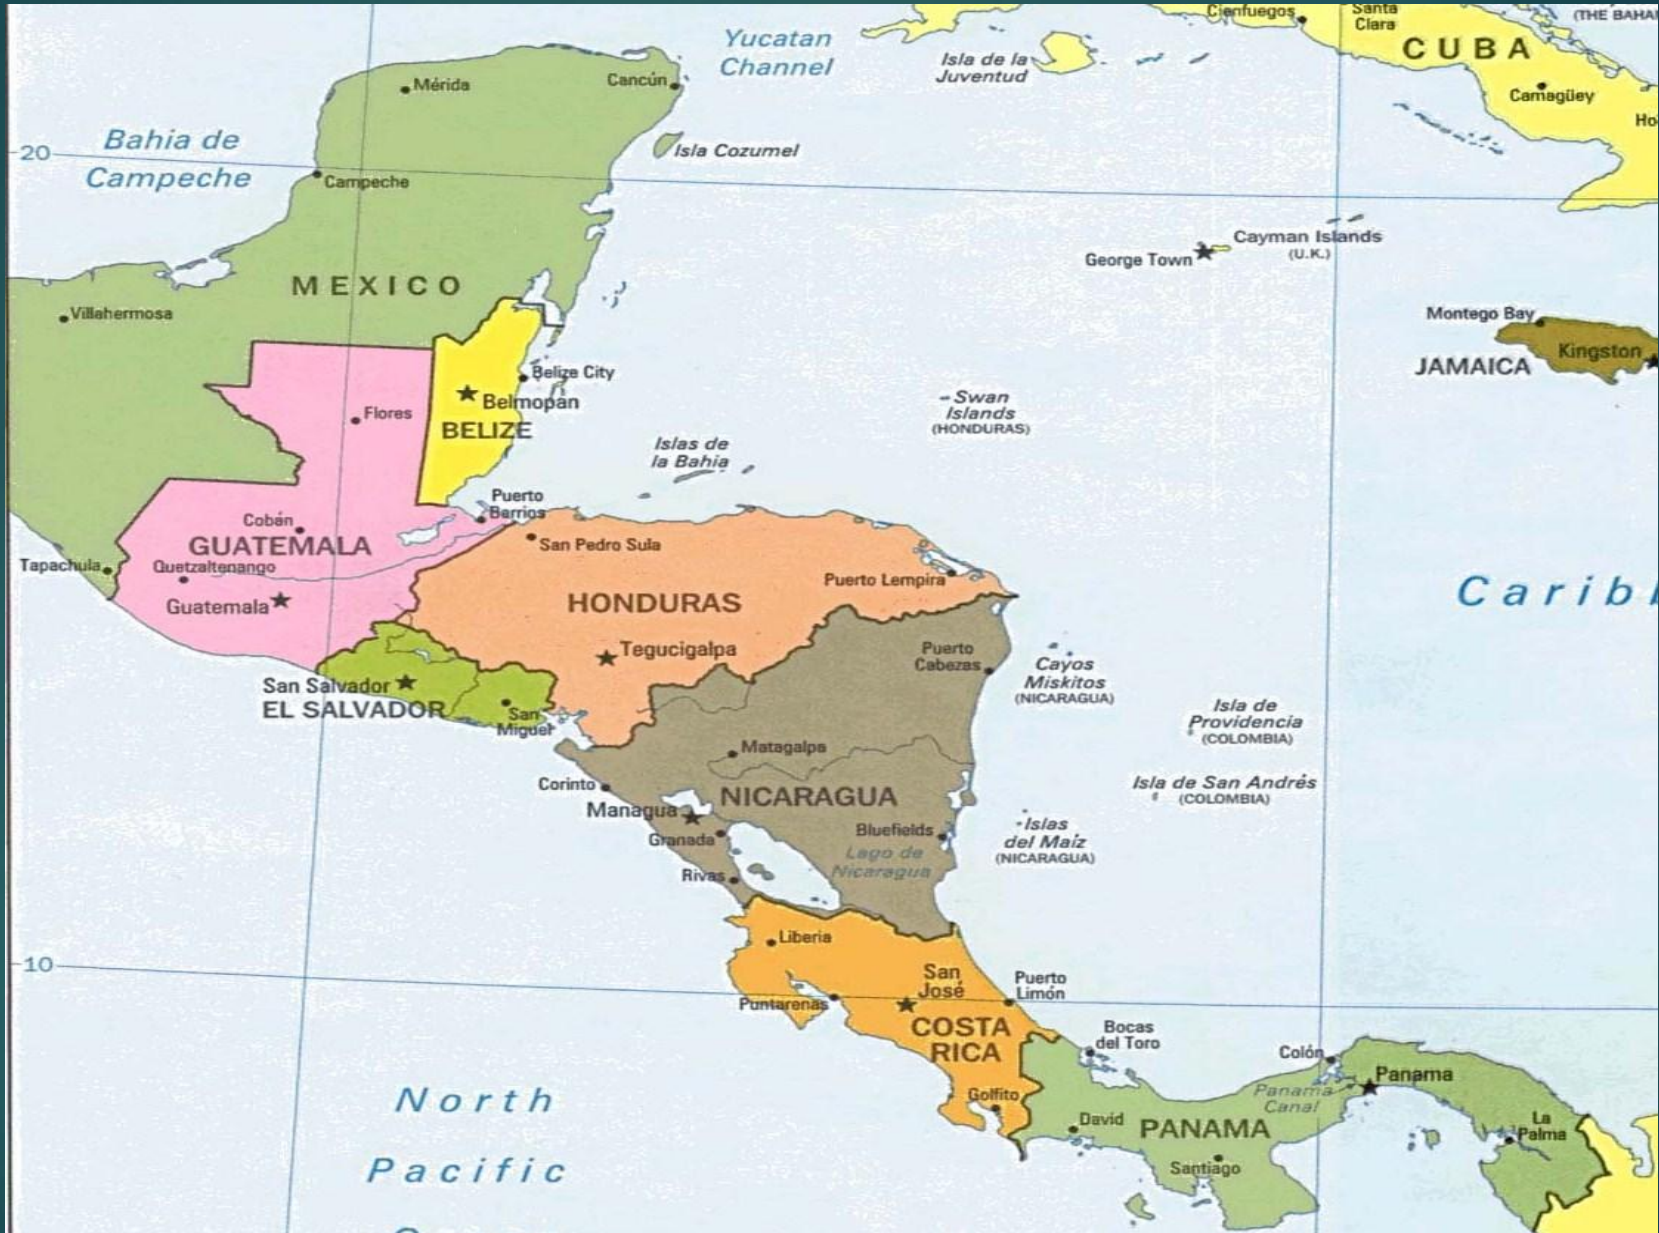 Cienfuegos
Santa
Clara
(THE BAHA
Yucatan
Channel
Isla de la
Juventud
CUBA
Mérida
Cancún
Camagüey
Ho
Bahia de
Campeche
20
Isla Cozumel
Campeche
Cayman Islands
(U.K.)
George Town
MEXICO
Villahermosa
Montego Bay
Kingston
JAMAICA
Belize City
Belmopan
BELIZE
Flores
Swan
Islands
(HONDURAS)
Islas de
la Bahia
Puerto
Barrios
Cobán
GUATEMALA
San Pedro Sula
Tapachula
Quetzaltenango
Puerto Lempira
Guatemala
HONDURAS
Caribb
Tegucigalpa
Puerto
Cabezas
Cayos
Miskitos
(NICARAGUA)
San Salvador
EL SALVADOR
San
Miguel
Isla de
Providencia
(COLOMBIA)
Matagalpa
Corinto
NICARAGUA
Isla de San Andrés
(COLOMBIA)
Managua
Granada
Bluefields
Islas
del Maíz
(NICARAGUA)
Lago de
Nicaragua
Rivas
Liberia
10
San
José
Puerto
Limón
Puntarenas
COSTA
RICA
Bocas
del Toro
Colón
Panama
Panama
Canal
Golfito
David
PANAMA
La
Palma
Santiago
North
Pacific